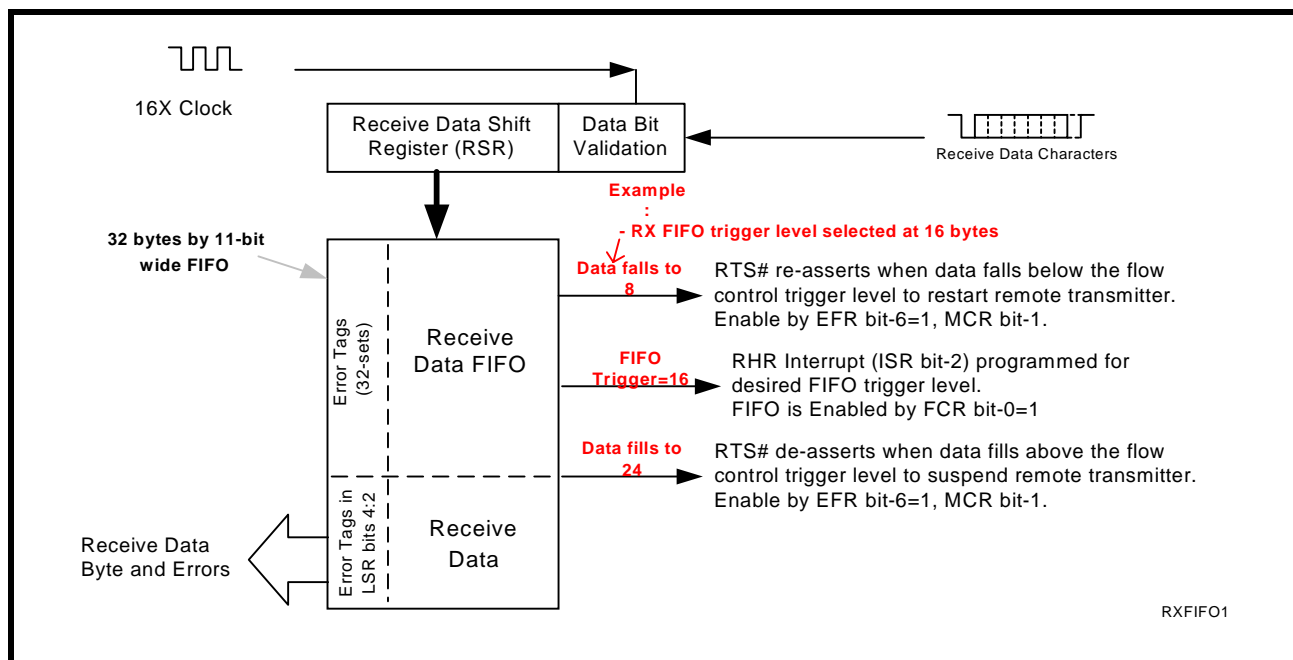 16X Clock
Receive Data Shift
Register (RSR)
Data Bit
Validation
Receive Data Characters
Example
:
- RX FIFO trigger level selected at 16 bytes
32 bytes by 11-bit
wide FIFO
Data falls to
8
RTS# re-asserts when data falls below the flow
control trigger level to restart remote transmitter.
Enable by EFR bit-6=1, MCR bit-1.
Error Tags
(32-sets)
Receive
Data FIFO
FIFO
Trigger=16
RHR Interrupt (ISR bit-2) programmed for
desired FIFO trigger level.
FIFO is Enabled by FCR bit-0=1
Data fills to
24
RTS# de-asserts when data fills above the flow
control trigger level to suspend remote transmitter.
Enable by EFR bit-6=1, MCR bit-1.
Error Tags in
LSR bits 4:2
Receive
Data
Receive Data
Byte and Errors
RXFIFO1